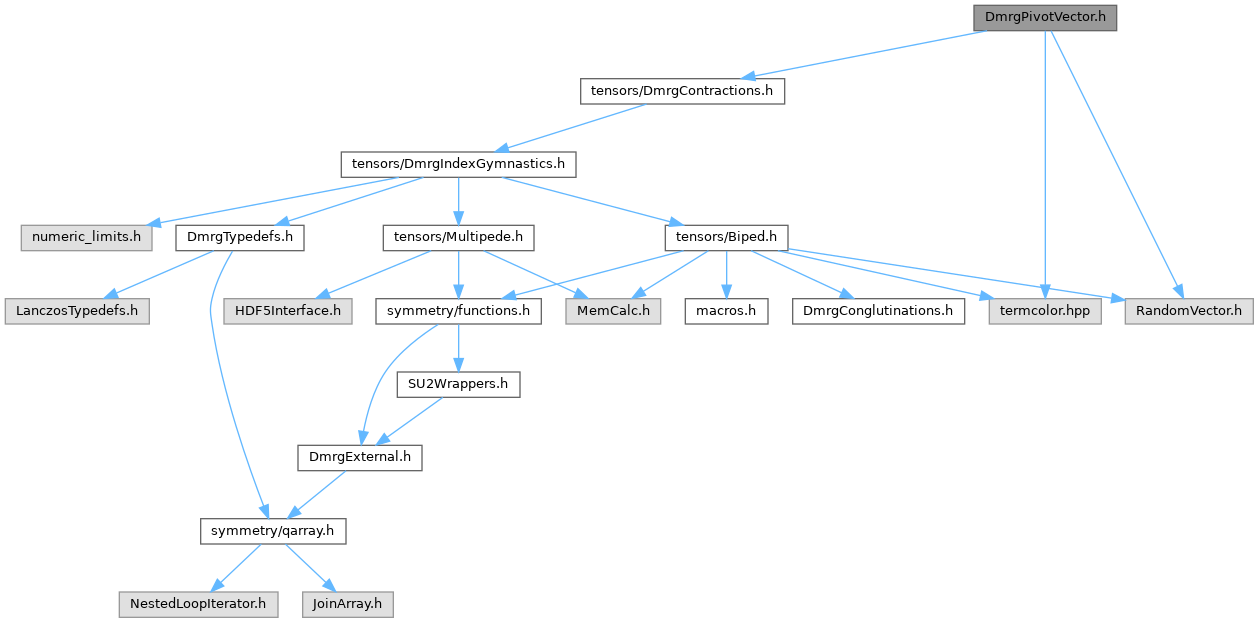 DmrgPivotVector.h
tensors/DmrgContractions.h
tensors/DmrgIndexGymnastics.h
numeric_limits.h
DmrgTypedefs.h
tensors/Multipede.h
tensors/Biped.h
LanczosTypedefs.h
HDF5Interface.h
symmetry/functions.h
MemCalc.h
macros.h
DmrgConglutinations.h
termcolor.hpp
RandomVector.h
SU2Wrappers.h
DmrgExternal.h
symmetry/qarray.h
NestedLoopIterator.h
JoinArray.h